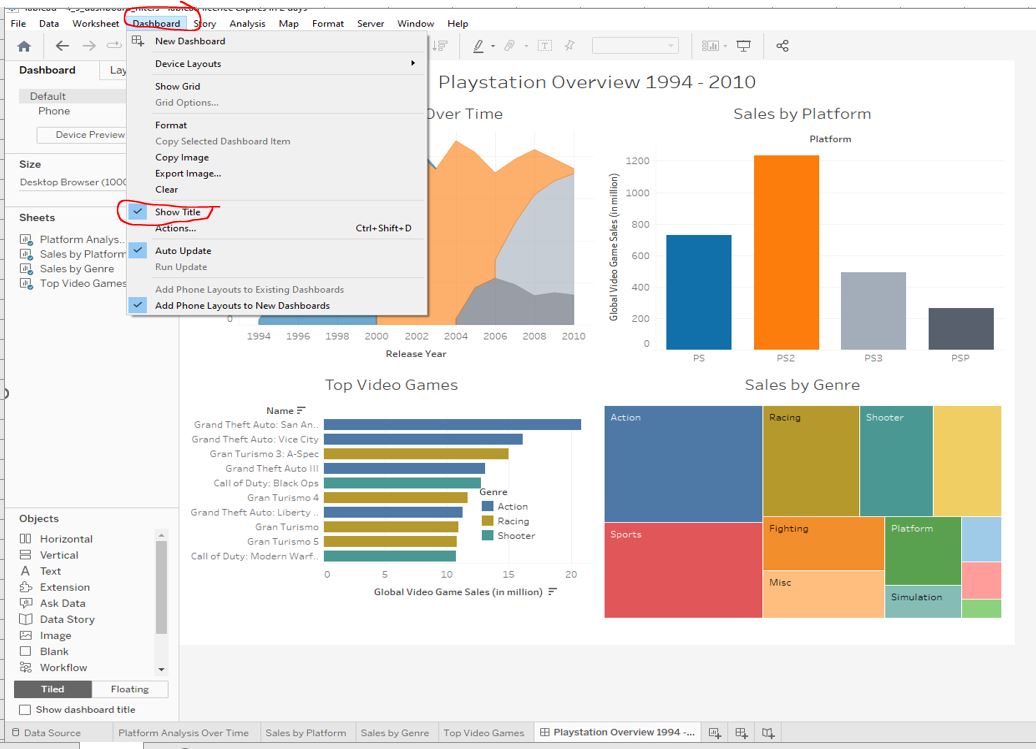 Tableau - 4_5_dashboard_filters - Tableau licence expires in 2 days
File Data Worksheet Dashboard Story Analysis Map Format Server Window Help
New Dashboard
Device Layouts
Show Grid
Grid Options...
Format
Copy Selected Dashboard Item
Copy Image
Export Image...
Clear
Show Title
Actions... Ctrl+Shift+D
Auto Update
Run Update
Add Phone Layouts to Existing Dashboards
Add Phone Layouts to New Dashboards
Dashboard Lay
Default
Phone
Device Preview
Size
Desktop Browser (1000
Sheets
Platform Analys..
Sales by Platform
Sales by Genre
Top Video Games
Objects
Horizontal
Vertical
Text
Extension
Ask Data
Data Story
Image
Blank
Workflow
Tiled Floating
Show dashboard title
Playstation Overview 1994 - 2010
Over Time
0
1994 1996 1998 2000 2002 2004 2006 2008 2010
Release Year
Sales by Platform
Platform
Global Video Game Sales (in million)
1200
1000
800
600
400
200
0
PS PS2 PS3 PSP
Top Video Games
Name
Grand Theft Auto: San An..
Grand Theft Auto: Vice City
Gran Turismo 3: A-Spec
Grand Theft Auto III
Call of Duty: Black Ops
Gran Turismo 4
Grand Theft Auto: Liberty ..
Gran Turismo
Gran Turismo 5
Call of Duty: Modern Warf..
0 5 10 15 20
Global Video Game Sales (in million)
Genre
Action
Racing
Shooter
Sales by Genre
Action
Racing
Shooter
Sports
Fighting
Platform
Misc
Simulation
Data Source Platform Analysis Over Time Sales by Platform Sales by Genre Top Video Games Playstation Overview 1994 -...